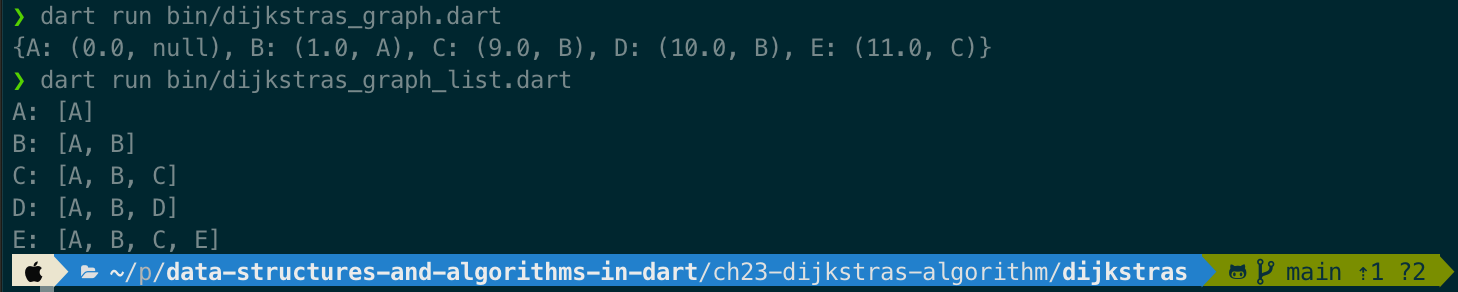 ❯ dart run bin/dijkstras_graph.dart
{A: (0.0, null), B: (1.0, A), C: (9.0, B), D: (10.0, B), E: (11.0, C)}
❯ dart run bin/dijkstras_graph_list.dart
A: [A]
B: [A, B]
C: [A, B, C]
D: [A, B, D]
E: [A, B, C, E]
~/p/data-structures-and-algorithms-in-dart/ch23-dijkstras-algorithm/dijkstras main ⇡1 ?2